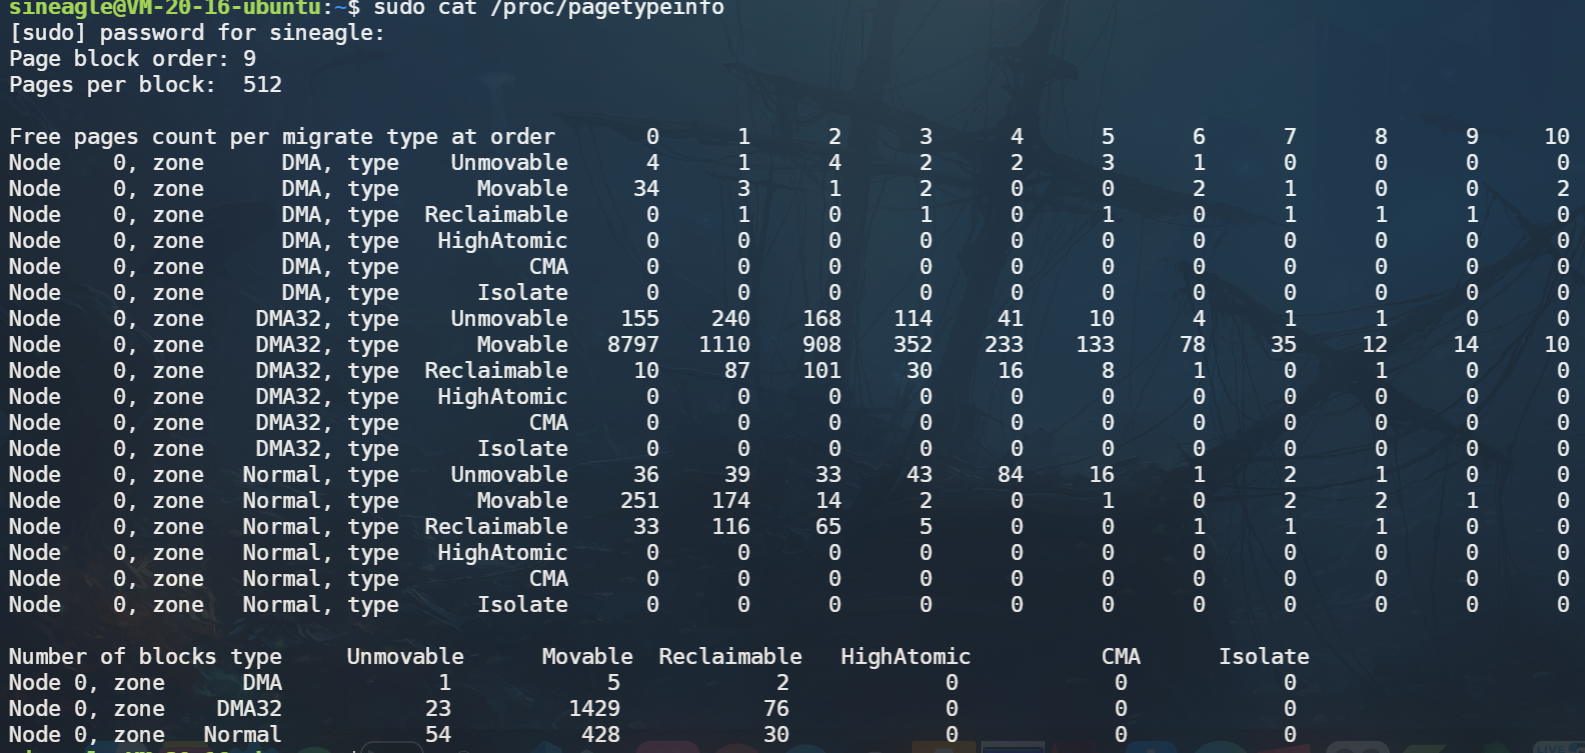 sineagle@VM-20-16-ubuntu:~$ sudo cat /proc/pagetypeinfo
[sudo] password for sineagle:
Page block order: 9
Pages per block:  512
Free pages count per migrate type at order       0      1      2      3      4      5      6      7      8      9     10
Node    0, zone      DMA, type    Unmovable      4      1      4      2      2      3      1      0      0      0      0
Node    0, zone      DMA, type      Movable     34      3      1      2      0      0      2      1      0      0      2
Node    0, zone      DMA, type  Reclaimable      0      1      0      1      0      1      0      1      1      1      0
Node    0, zone      DMA, type   HighAtomic      0      0      0      0      0      0      0      0      0      0      0
Node    0, zone      DMA, type          CMA      0      0      0      0      0      0      0      0      0      0      0
Node    0, zone      DMA, type      Isolate      0      0      0      0      0      0      0      0      0      0      0
Node    0, zone    DMA32, type    Unmovable    155    240    168    114     41     10      4      1      1      0      0
Node    0, zone    DMA32, type      Movable   8797   1110    908    352    233    133     78     35     12     14     10
Node    0, zone    DMA32, type  Reclaimable     10     87    101     30     16      8      1      0      1      0      0
Node    0, zone    DMA32, type   HighAtomic      0      0      0      0      0      0      0      0      0      0      0
Node    0, zone    DMA32, type          CMA      0      0      0      0      0      0      0      0      0      0      0
Node    0, zone    DMA32, type      Isolate      0      0      0      0      0      0      0      0      0      0      0
Node    0, zone   Normal, type    Unmovable     36     39     33     43     84     16      1      2      1      0      0
Node    0, zone   Normal, type      Movable    251    174     14      2      0      1      0      2      2      1      0
Node    0, zone   Normal, type  Reclaimable     33    116     65      5      0      0      1      1      1      0      0
Node    0, zone   Normal, type   HighAtomic      0      0      0      0      0      0      0      0      0      0      0
Node    0, zone   Normal, type          CMA      0      0      0      0      0      0      0      0      0      0      0
Node    0, zone   Normal, type      Isolate      0      0      0      0      0      0      0      0      0      0      0
Number of blocks type     Unmovable      Movable  Reclaimable   HighAtomic          CMA      Isolate
Node 0, zone      DMA            1            5            2            0            0            0
Node 0, zone    DMA32           23         1429           76            0            0            0
Node 0, zone   Normal           54          428           30            0            0            0